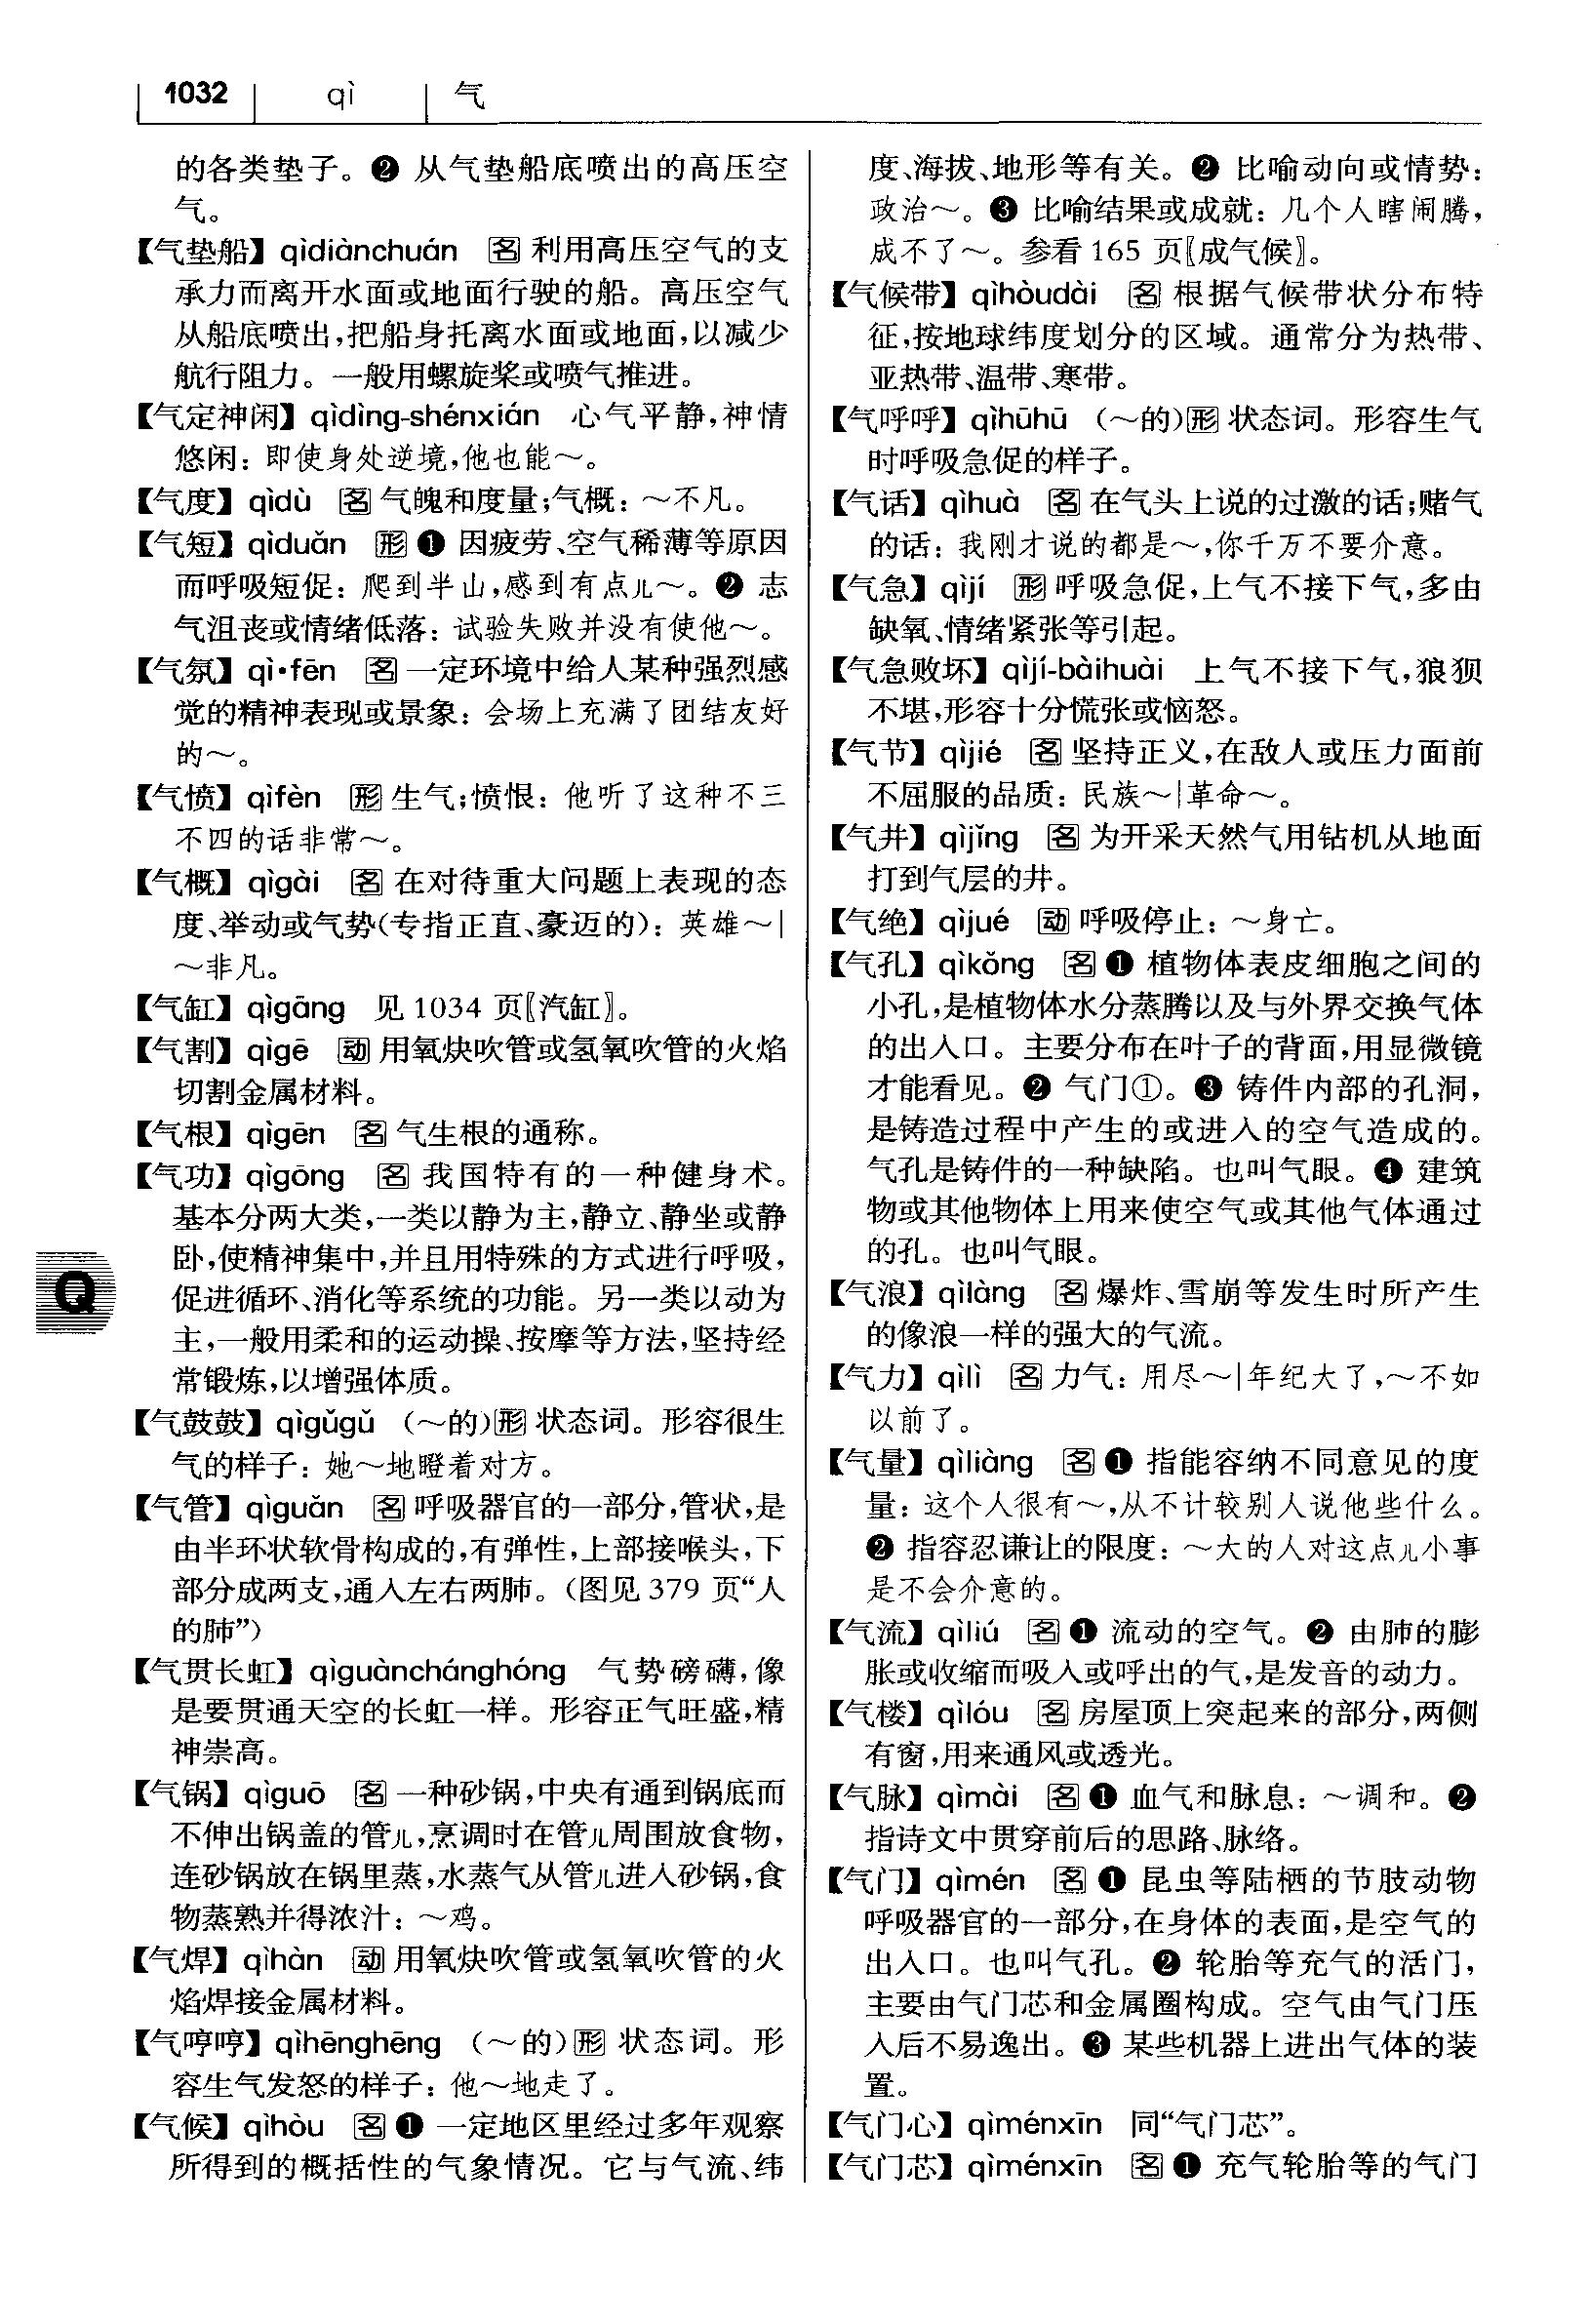 1032 qì 气
的各类垫子。❷ 从气垫船底喷出的高压空
气。
【气垫船】qìdiànchuán 名 利用高压空气的支
承力而离开水面或地面行驶的船。高压空气
从船底喷出,把船身托离水面或地面,以减少
航行阻力。一般用螺旋桨或喷气推进。
【气定神闲】qìdìng-shénxián 心气平静,神情
悠闲：即使身处逆境,他也能～。
【气度】qìdù 名 气魄和度量;气概：～不凡。
【气短】qìduǎn 形 ❶ 因疲劳、空气稀薄等原因
而呼吸短促：爬到半山,感到有点儿～。❷ 志
气沮丧或情绪低落：试验失败并没有使他～。
【气氛】qì·fēn 名 一定环境中给人某种强烈感
觉的精神表现或景象：会场上充满了团结友好
的～。
【气愤】qìfèn 形 生气;愤恨：他听了这种不三
不四的话非常～。
【气概】qìgài 名 在对待重大问题上表现的态
度、举动或气势(专指正直、豪迈的)：英雄～|
～非凡。
【气缸】qìgāng 见 1034 页〖汽缸〗。
【气割】qìgē 动 用氧炔吹管或氢氧吹管的火焰
切割金属材料。
【气根】qìgēn 名 气生根的通称。
【气功】qìgōng 名 我国特有的一种健身术。
基本分两大类,一类以静为主,静立、静坐或静
卧,使精神集中,并且用特殊的方式进行呼吸,
促进循环、消化等系统的功能。另一类以动为
主,一般用柔和的运动操、按摩等方法,坚持经
常锻炼,以增强体质。
【气鼓鼓】qìgǔgǔ (～的)形 状态词。形容很生
气的样子：她～地瞪着对方。
【气管】qìguǎn 名 呼吸器官的一部分,管状,是
由半环状软骨构成的,有弹性,上部接喉头,下
部分成两支,通入左右两肺。(图见 379 页“人
的肺”)
【气贯长虹】qìguànchánghóng 气势磅礴,像
是要贯通天空的长虹一样。形容正气旺盛,精
神崇高。
【气锅】qìguō 名 一种砂锅,中央有通到锅底而
不伸出锅盖的管儿,烹调时在管儿周围放食物,
连砂锅放在锅里蒸,水蒸气从管儿进入砂锅,食
物蒸熟并得浓汁：～鸡。
【气焊】qìhàn 动 用氧炔吹管或氢氧吹管的火
焰焊接金属材料。
【气哼哼】qìhēnghēng (～的)形 状态词。形
容生气发怒的样子：他～地走了。
【气候】qìhòu 名 ❶ 一定地区里经过多年观察
所得到的概括性的气象情况。它与气流、纬
Q
度、海拔、地形等有关。❷ 比喻动向或情势：
政治～。❸ 比喻结果或成就：几个人瞎闹腾,
成不了～。参看 165 页〖成气候〗。
【气候带】qìhòudài 名 根据气候带状分布特
征,按地球纬度划分的区域。通常分为热带、
亚热带、温带、寒带。
【气呼呼】qìhūhū (～的)形 状态词。形容生气
时呼吸急促的样子。
【气话】qìhuà 名 在气头上说的过激的话;赌气
的话：我刚才说的都是～,你千万不要介意。
【气急】qìjí 形 呼吸急促,上气不接下气,多由
缺氧、情绪紧张等引起。
【气急败坏】qìjí-bàihuài 上气不接下气,狼狈
不堪,形容十分慌张或恼怒。
【气节】qìjié 名 坚持正义,在敌人或压力面前
不屈服的品质：民族～|革命～。
【气井】qìjǐng 名 为开采天然气用钻机从地面
打到气层的井。
【气绝】qìjué 动 呼吸停止：～身亡。
【气孔】qìkǒng 名 ❶ 植物体表皮细胞之间的
小孔,是植物体水分蒸腾以及与外界交换气体
的出入口。主要分布在叶子的背面,用显微镜
才能看见。❷ 气门①。❸ 铸件内部的孔洞,
是铸造过程中产生的或进入的空气造成的。
气孔是铸件的一种缺陷。也叫气眼。❹ 建筑
物或其他物体上用来使空气或其他气体通过
的孔。也叫气眼。
【气浪】qìlàng 名 爆炸、雪崩等发生时所产生
的像浪一样的强大的气流。
【气力】qìlì 名 力气：用尽～|年纪大了,～不如
以前了。
【气量】qìliàng 名 ❶ 指能容纳不同意见的度
量：这个人很有～,从不计较别人说他些什么。
❷ 指容忍谦让的限度：～大的人对这点儿小事
是不会介意的。
【气流】qìliú 名 ❶ 流动的空气。❷ 由肺的膨
胀或收缩而吸入或呼出的气,是发音的动力。
【气楼】qìlóu 名 房屋顶上突起来的部分,两侧
有窗,用来通风或透光。
【气脉】qìmài 名 ❶ 血气和脉息：～调和。❷
指诗文中贯穿前后的思路、脉络。
【气门】qìmén 名 ❶ 昆虫等陆栖的节肢动物
呼吸器官的一部分,在身体的表面,是空气的
出入口。也叫气孔。❷ 轮胎等充气的活门,
主要由气门芯和金属圈构成。空气由气门压
入后不易逸出。❸ 某些机器上进出气体的装
置。
【气门心】qìménxīn 同“气门芯”。
【气门芯】qìménxīn 名 ❶ 充气轮胎等的气门